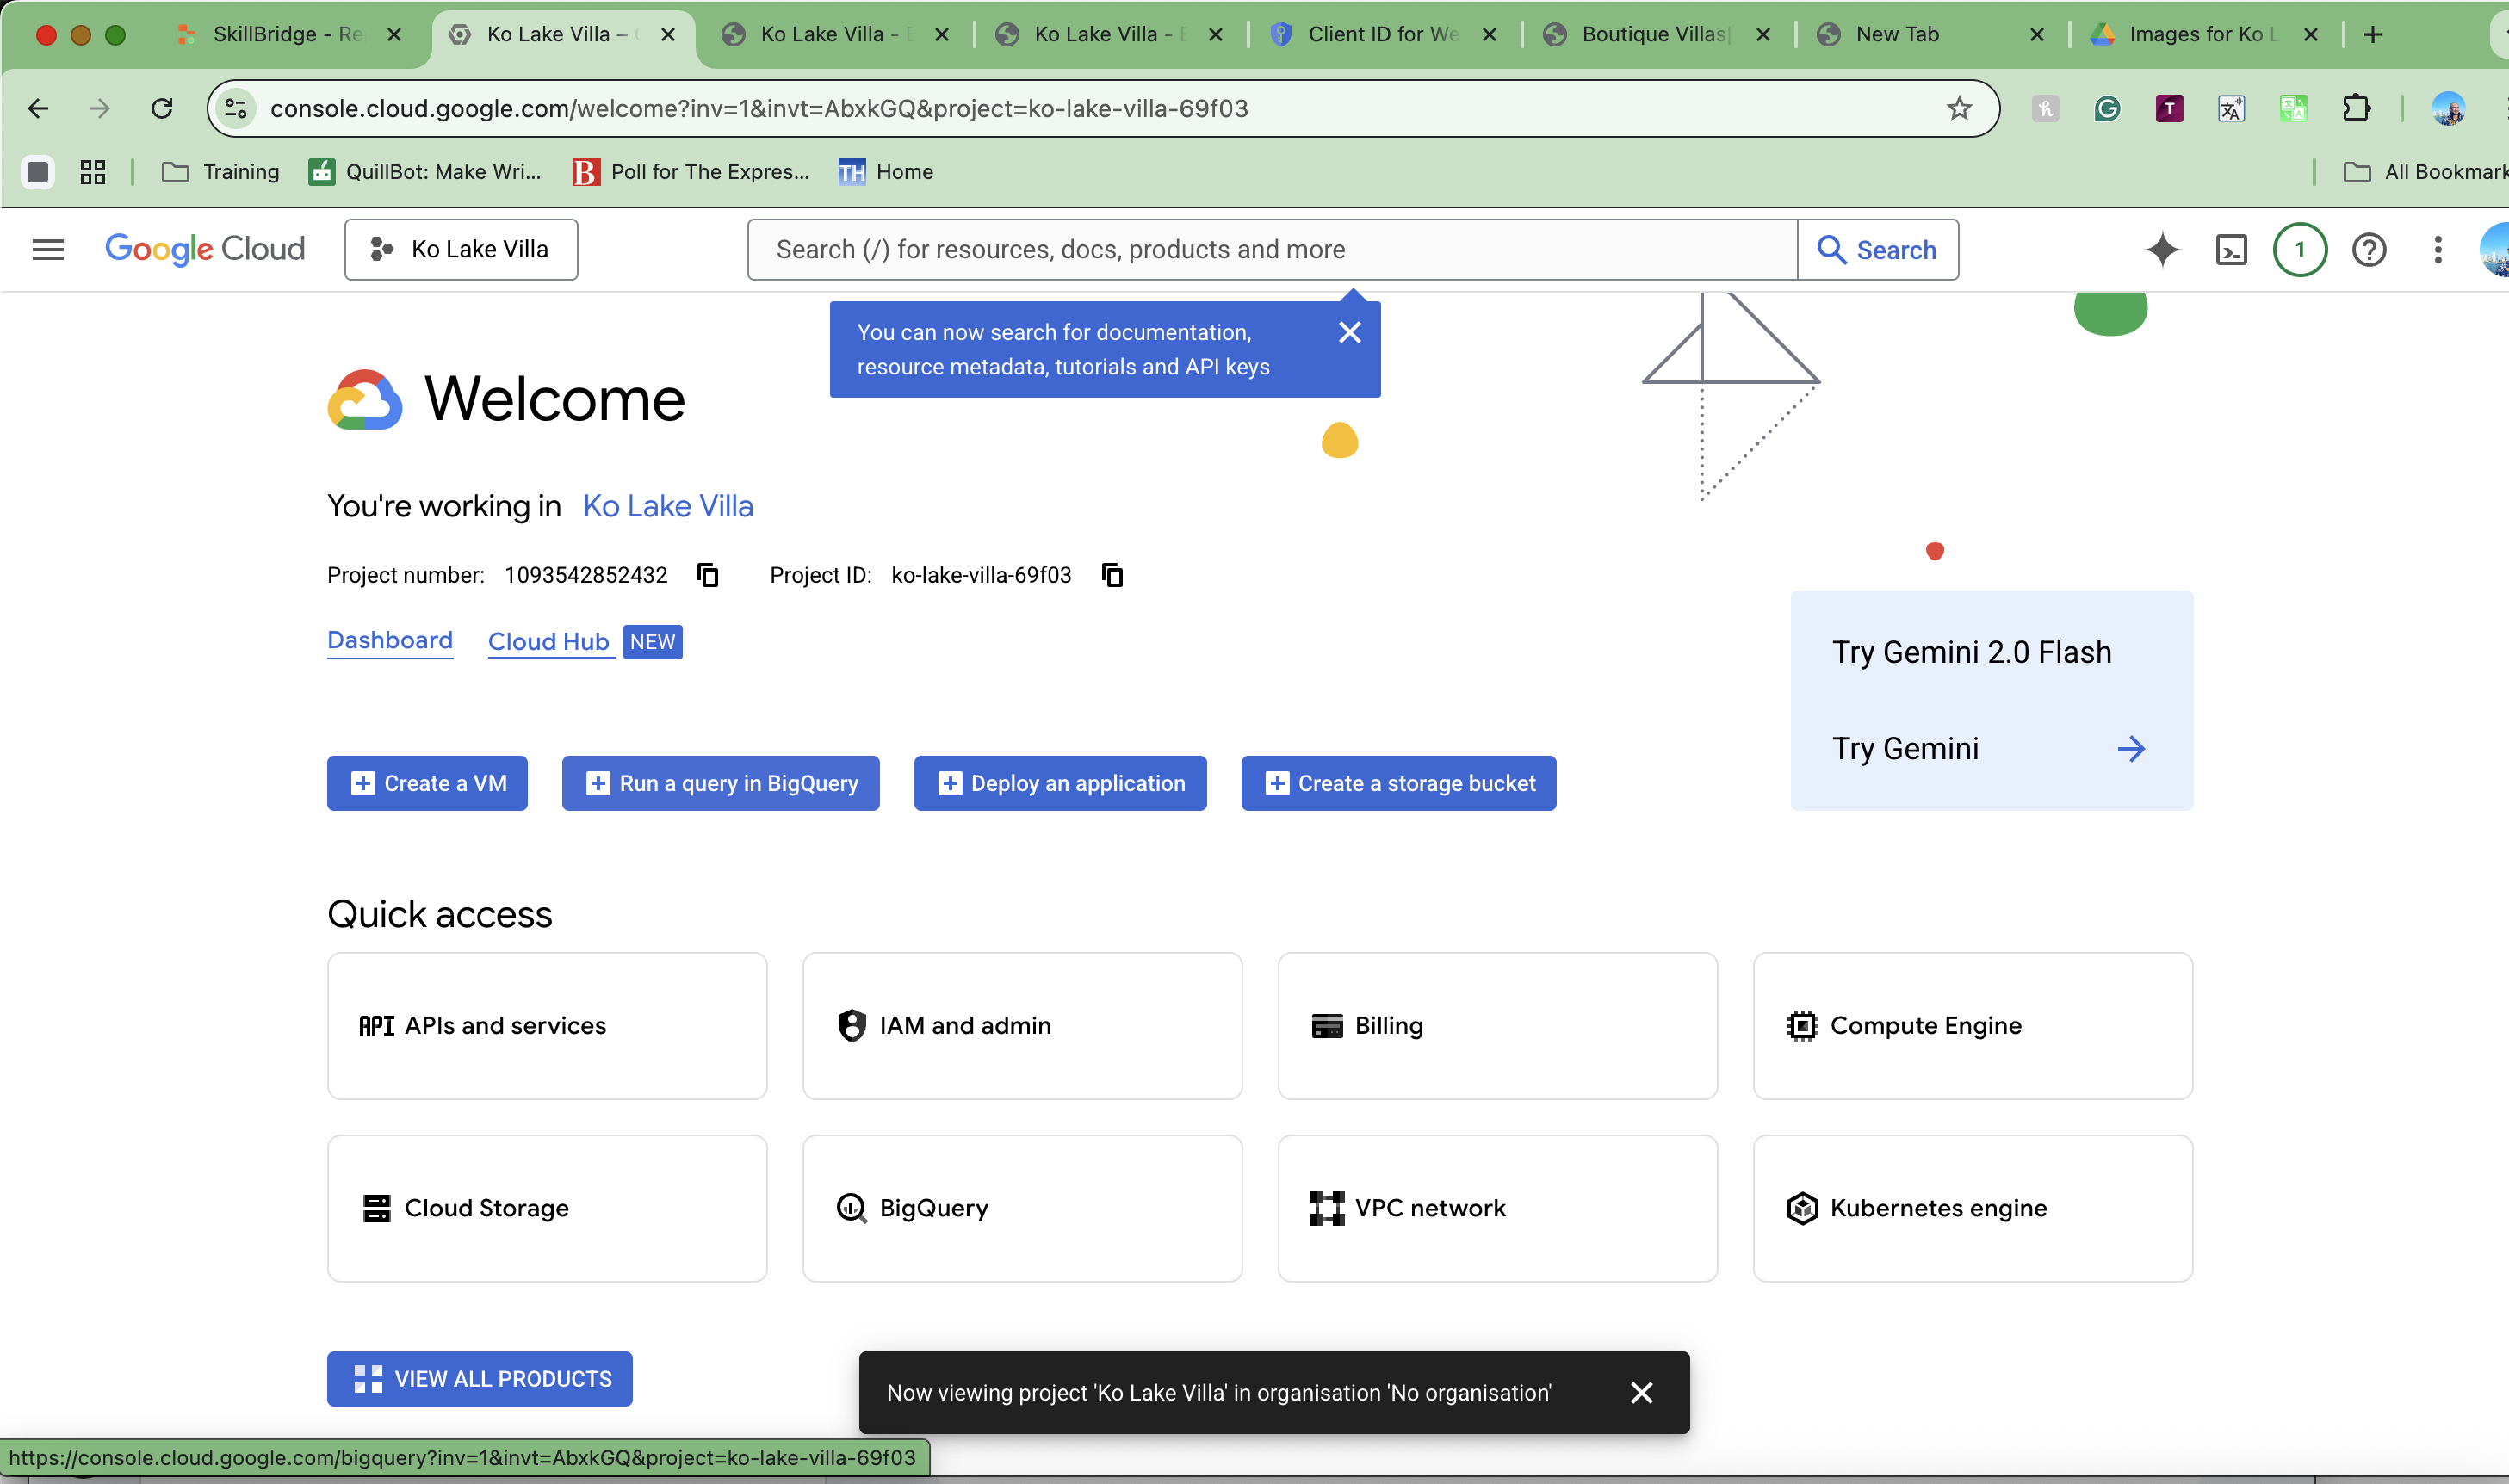 SkillBridge - Re
Ko Lake Villa –
Ko Lake Villa -
Ko Lake Villa -
Client ID for We
Boutique Villas|
New Tab
Images for Ko L
console.cloud.google.com/welcome?inv=1&invt=AbxkGQ&project=ko-lake-villa-69f03
Training
QuillBot: Make Wri...
Poll for The Expres...
TH Home
All Bookmark
Google Cloud
Ko Lake Villa
Search (/) for resources, docs, products and more
Search
1
You can now search for documentation,
resource metadata, tutorials and API keys
Welcome
You're working in Ko Lake Villa
Project number: 1093542852432 Project ID: ko-lake-villa-69f03
Dashboard Cloud Hub NEW
Try Gemini 2.0 Flash
Try Gemini
Create a VM
Run a query in BigQuery
Deploy an application
Create a storage bucket
Quick access
API APIs and services
IAM and admin
Billing
Compute Engine
Cloud Storage
BigQuery
VPC network
Kubernetes engine
VIEW ALL PRODUCTS
Now viewing project 'Ko Lake Villa' in organisation 'No organisation'
https://console.cloud.google.com/bigquery?inv=1&invt=AbxkGQ&project=ko-lake-villa-69f03